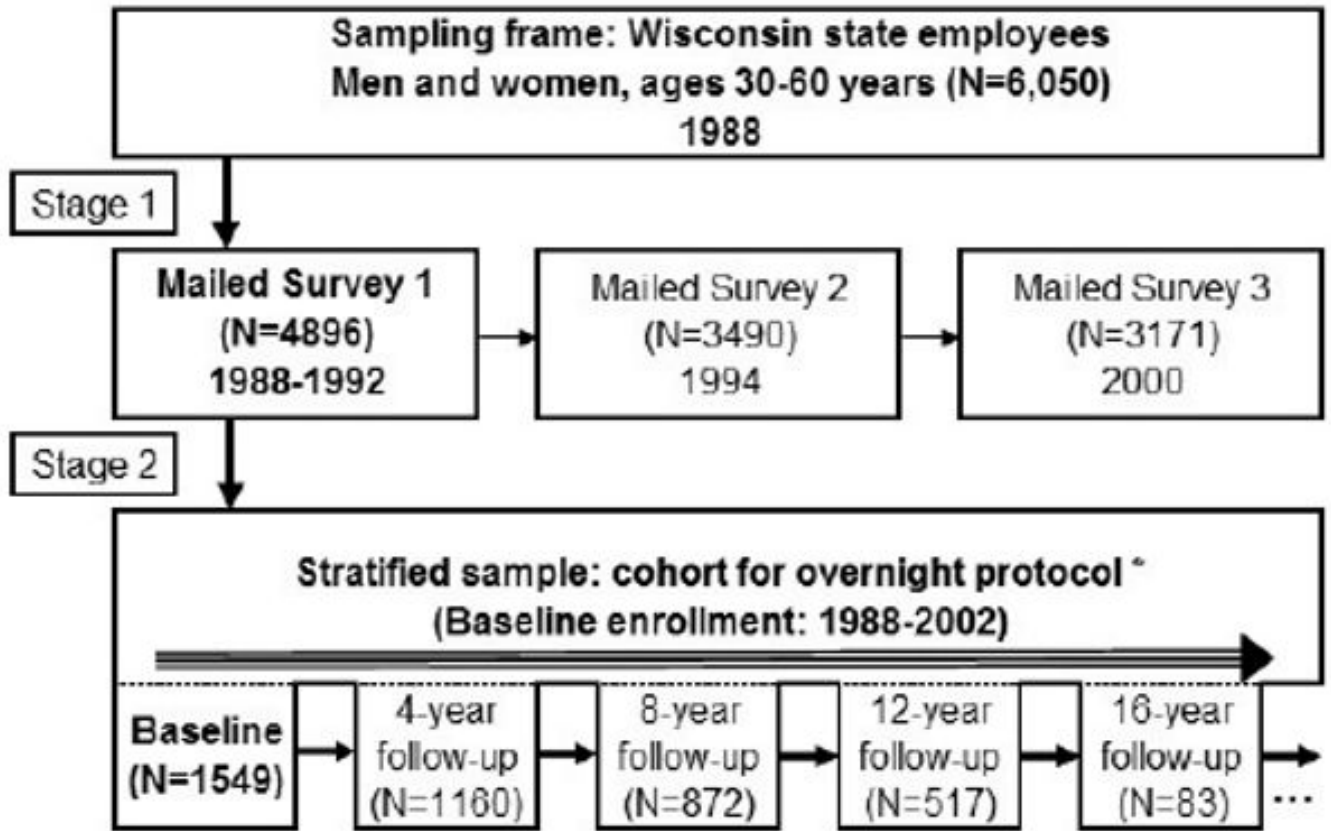 Sampling frame: Wisconsin state employees
Men and women, ages 30-60 years (N=6,050)
1988
Stage 1
Mailed Survey 1
(N=4896)
1988-1992
Mailed Survey 2
(N=3490)
1994
Mailed Survey 3
(N=3171)
2000
Stage 2
Stratified sample: cohort for overnight protocol *
(Baseline enrollment: 1988-2002)
Baseline
(N=1549)
4-year
follow-up
(N=1160)
8-year
follow-up
(N=872)
12-year
follow-up
(N=517)
16-year
follow-up
(N=83)
...